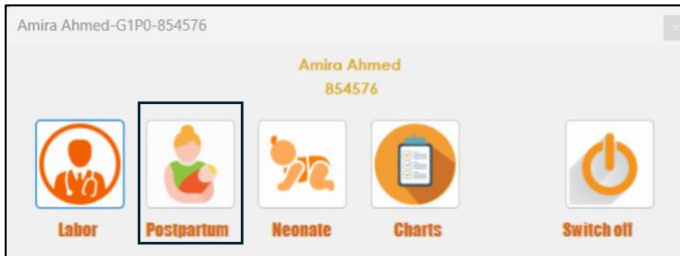 Amira Ahmed-G1P0-854576
Amira Ahmed
854576
Labor Postpartum Neonate Charts Switch off